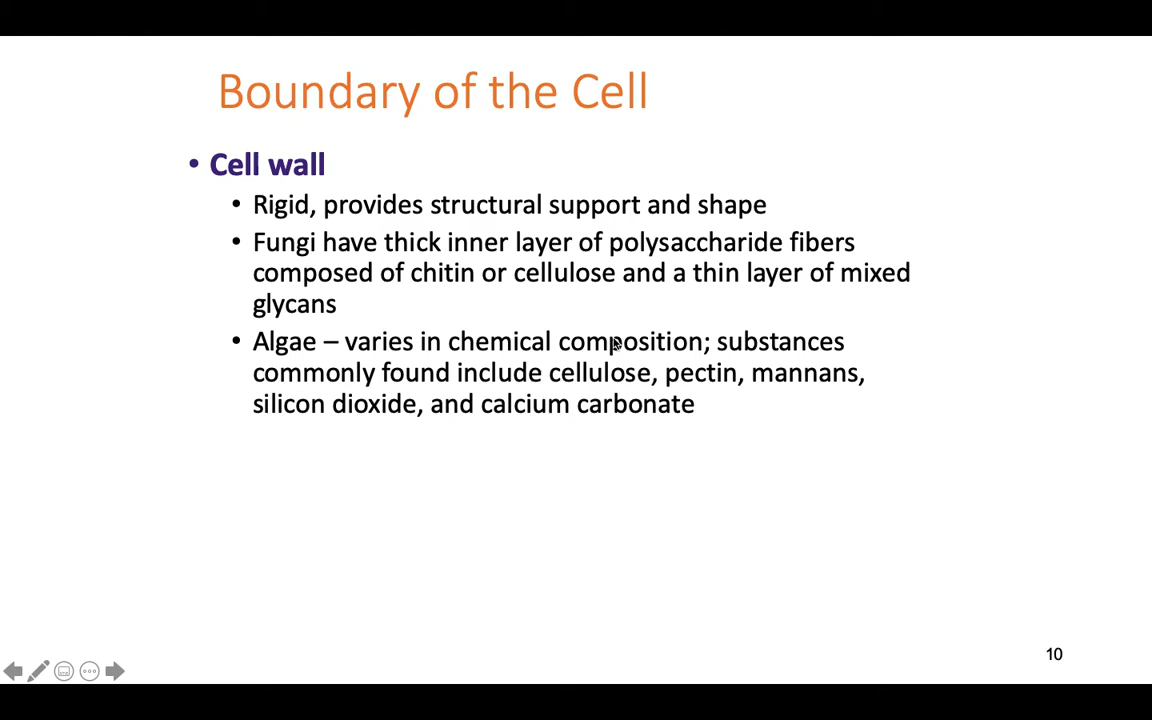 Boundary of the Cell
• Cell wall
• Rigid, provides structural support and shape
• Fungi have thick inner layer of polysaccharide fibers
composed of chitin or cellulose and a thin layer of mixed
glycans
• Algae – varies in chemical composition; substances
commonly found include cellulose, pectin, mannans,
silicon dioxide, and calcium carbonate
10